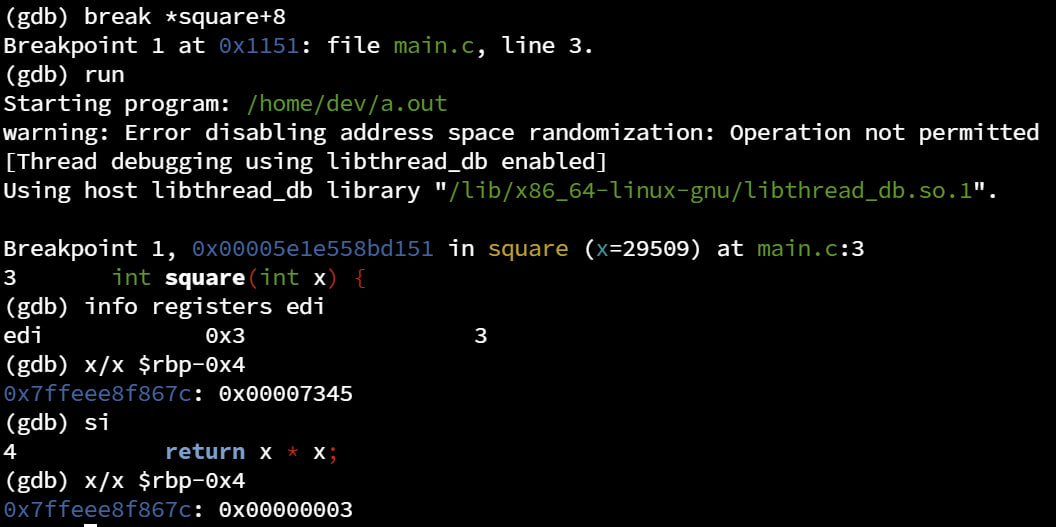 (gdb) break *square+8
Breakpoint 1 at 0x1151: file main.c, line 3.
(gdb) run
Starting program: /home/dev/a.out
warning: Error disabling address space randomization: Operation not permitted
[Thread debugging using libthread_db enabled]
Using host libthread_db library "/lib/x86_64-linux-gnu/libthread_db.so.1".
Breakpoint 1, 0x00005e1e558bd151 in square (x=29509) at main.c:3
3       int square(int x) {
(gdb) info registers edi
edi            0x3                 3
(gdb) x/x $rbp-0x4
0x7ffeee8f867c: 0x00007345
(gdb) si
4           return x * x;
(gdb) x/x $rbp-0x4
0x7ffeee8f867c: 0x00000003